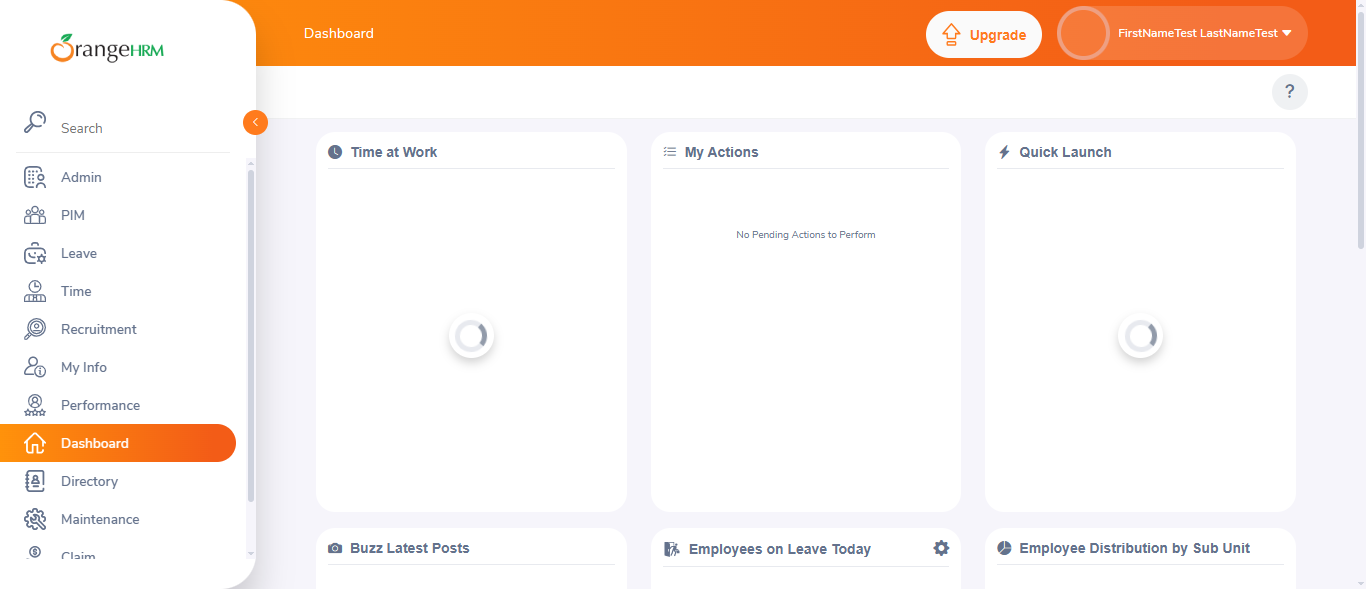 OrangeHRM
Dashboard
Upgrade
FirstNameTest LastNameTest
?
Search
Admin
PIM
Leave
Time
Recruitment
My Info
Performance
Dashboard
Directory
Maintenance
Claim
Time at Work
My Actions
No Pending Actions to Perform
Quick Launch
Buzz Latest Posts
Employees on Leave Today
Employee Distribution by Sub Unit